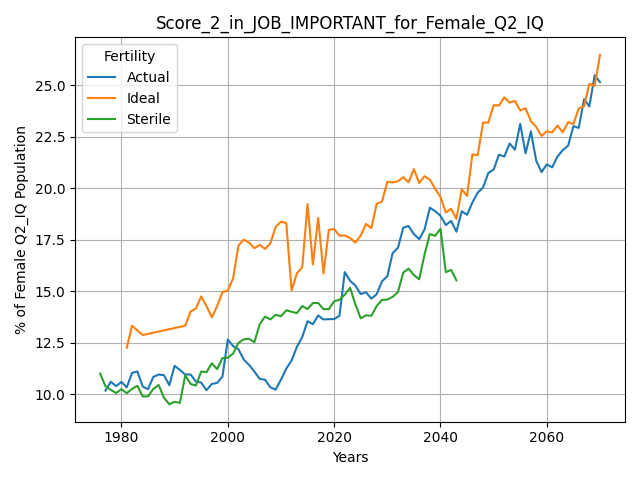 Score_2_in_JOB_IMPORTANT_for_Female_Q2_IQ
Fertility
Actual
Ideal
Sterile
% of Female Q2_IQ Population
25.0
22.5
20.0
17.5
15.0
12.5
10.0
1980
2000
2020
2040
2060
Years